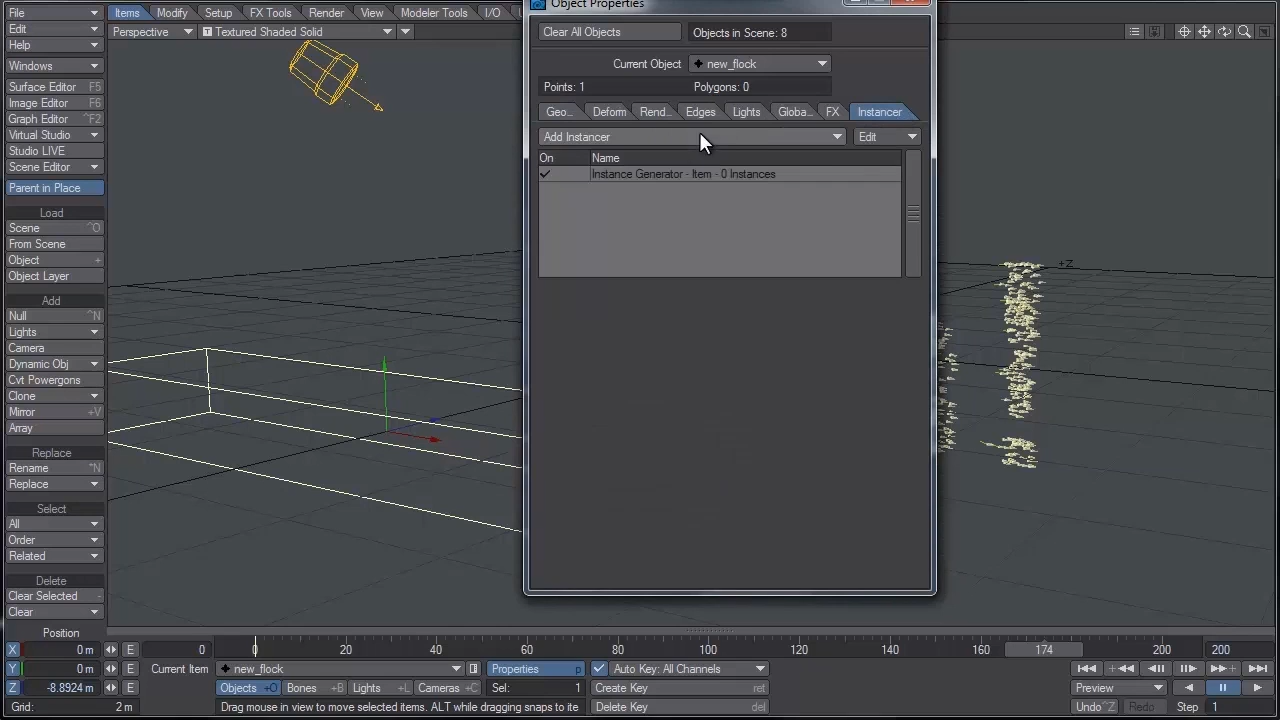 File
Items
Modify
Setup
FX Tools
Render
View
Modeler Tools
I/O
Object Properties
Edit
Perspective
Textured Shaded Solid
Clear All Objects
Objects in Scene: 8
Help
Windows
Current Object
new_flock
Surface Editor F5
Points: 1
Polygons: 0
Image Editor F6
Graph Editor ^F2
Geo...
Deform
Rend...
Edges
Lights
Globa...
FX
Instancer
Virtual Studio
Add Instancer
Edit
Studio LIVE
On
Name
Scene Editor
Instance Generator - Item - 0 Instances
Parent in Place
Load
Scene ^O
From Scene
Object +
Object Layer
+Z
Add
Null ^N
Lights
Camera
Dynamic Obj
Cvt Powergons
Clone
Mirror +V
Array
Replace
Rename ^N
Replace
Select
All
Order
Related
Delete
Clear Selected -
Clear
Position
X 0 m E
0
0 20 40 60 80 100 120 140 160 174 200
200
Y 0 m E
Current Item
new_flock
Properties p
Auto Key: All Channels
Z -8.8924 m E
Objects +O
Bones +B
Lights +L
Cameras +C
Sel: 1
Create Key ret
Preview
Grid: 2 m
Drag mouse in view to move selected items. ALT while dragging snaps to ite
Delete Key del
Undo ^Z
Redo
Step 1